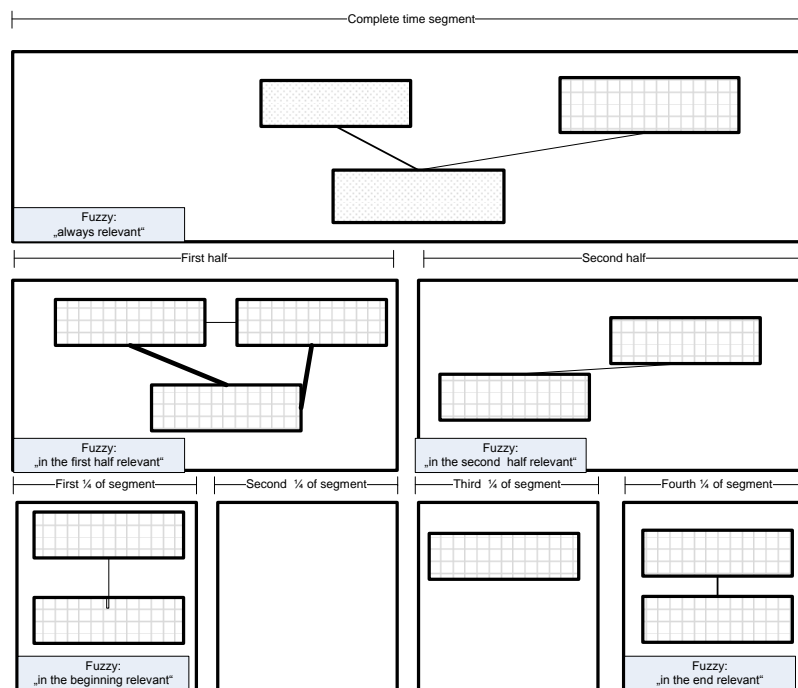 Complete time segment
Fuzzy:
„always relevant“
First half
Second half
Fuzzy:
„in the first half relevant“
Fuzzy:
„in the second  half relevant“
First ¼ of segment
Second  ¼ of segment
Third  ¼ of segment
Fourth ¼ of segment
Fuzzy:
„in the beginning relevant“
Fuzzy:
„in the end relevant“